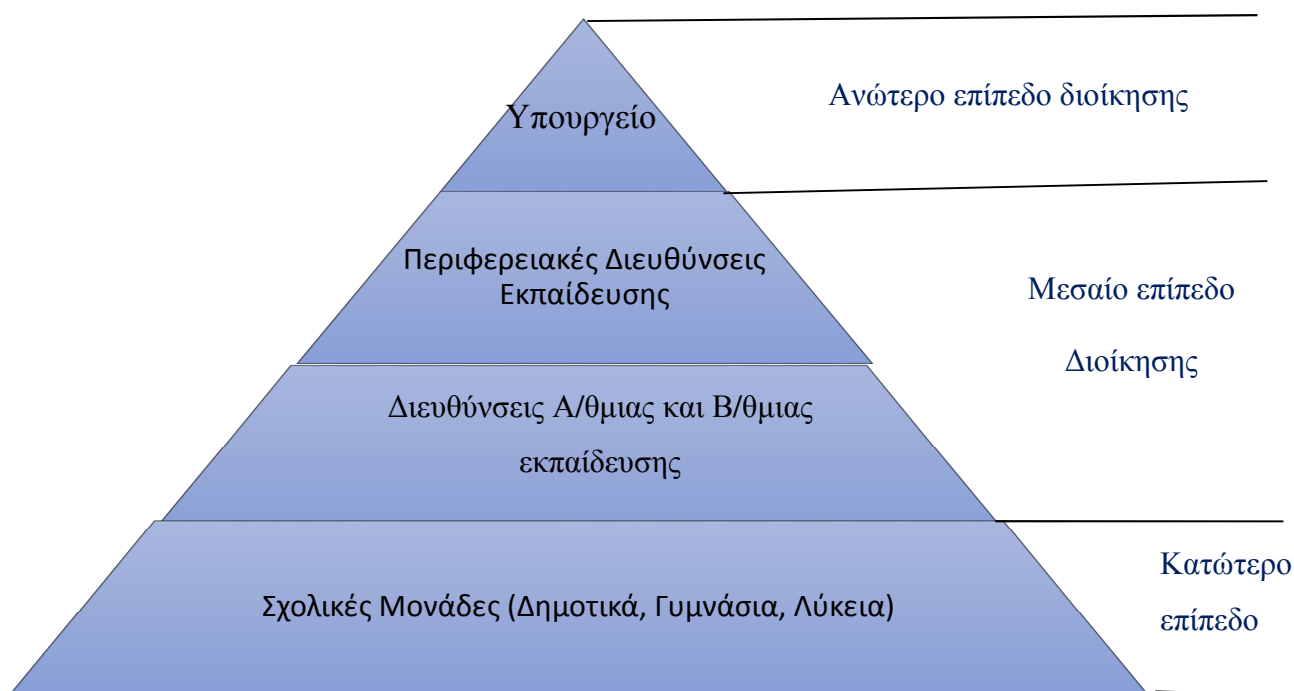 Υπουργείο
Ανώτερο επίπεδο διοίκησης
Περιφερειακές Διευθύνσεις
Εκπαίδευσης
Μεσαίο επίπεδο
Διοίκησης
Διευθύνσεις Α/θμιας και Β/θμιας
εκπαίδευσης
Σχολικές Μονάδες (Δημοτικά, Γυμνάσια, Λύκεια)
Κατώτερο
επίπεδο